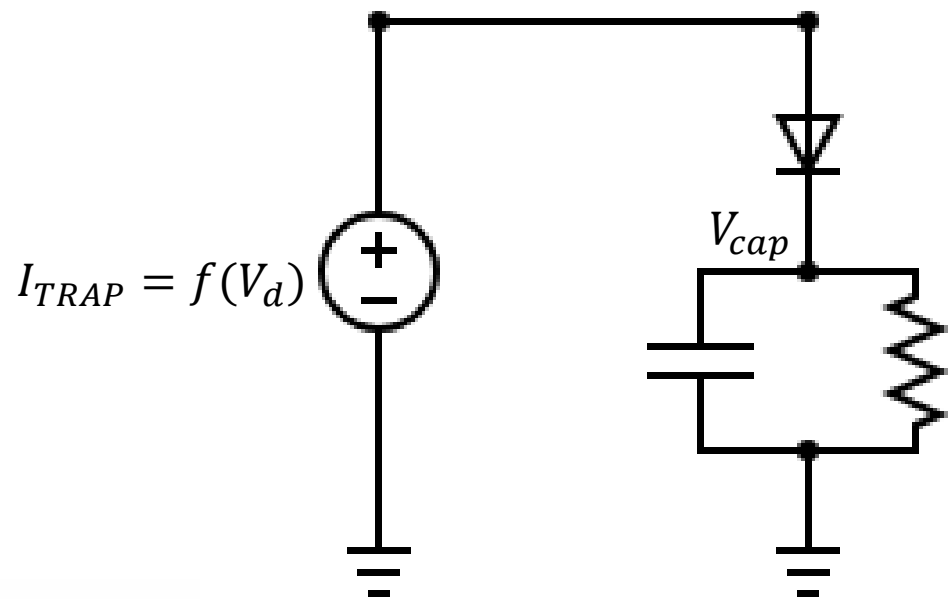 V_cap
I_TRAP = f(V_d)
+
−